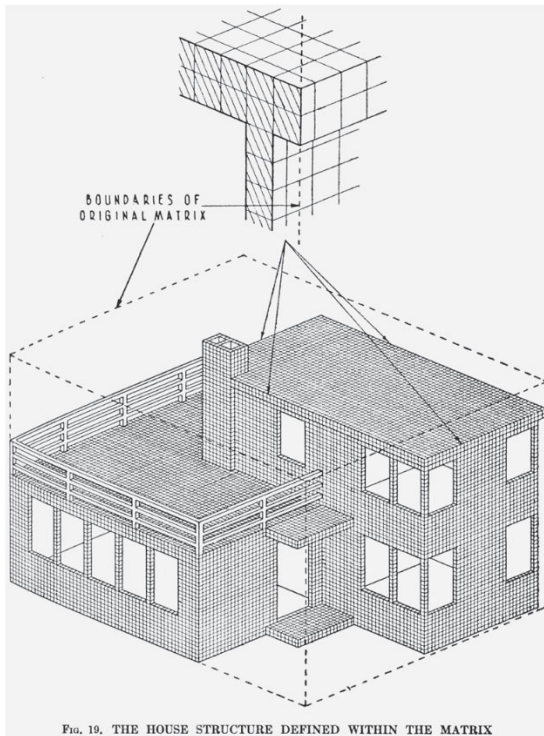 BOUNDARIES OF
ORIGINAL MATRIX
FIG. 19. THE HOUSE STRUCTURE DEFINED WITHIN THE MATRIX